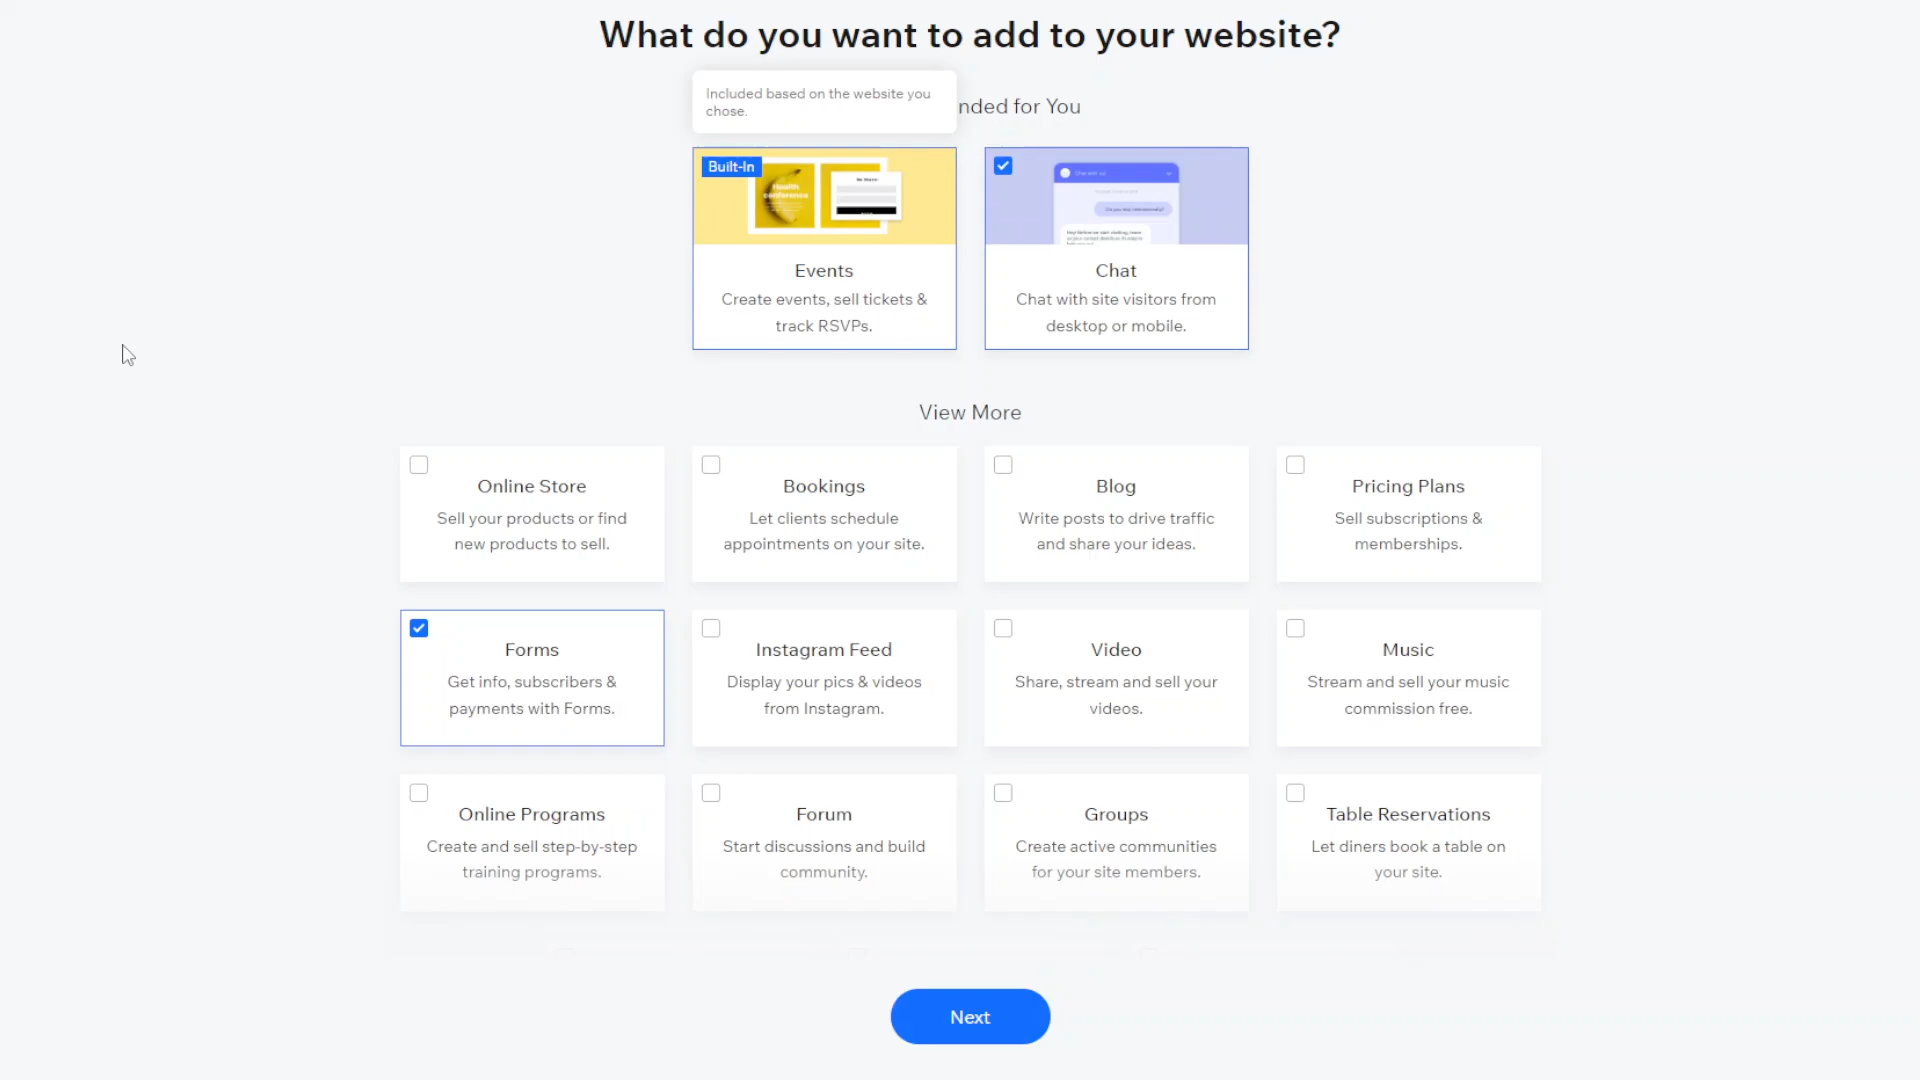 What do you want to add to your website?
Included based on the website you
chose.
nded for You
Built-In
Health
conference
Chat with us
Events
Create events, sell tickets &
track RSVPs.
Chat
Chat with site visitors from
desktop or mobile.
View More
Online Store
Sell your products or find
new products to sell.
Bookings
Let clients schedule
appointments on your site.
Blog
Write posts to drive traffic
and share your ideas.
Pricing Plans
Sell subscriptions &
memberships.
Forms
Get info, subscribers &
payments with Forms.
Instagram Feed
Display your pics & videos
from Instagram.
Video
Share, stream and sell your
videos.
Music
Stream and sell your music
commission free.
Online Programs
Create and sell step-by-step
training programs.
Forum
Start discussions and build
community.
Groups
Create active communities
for your site members.
Table Reservations
Let diners book a table on
your site.
Next